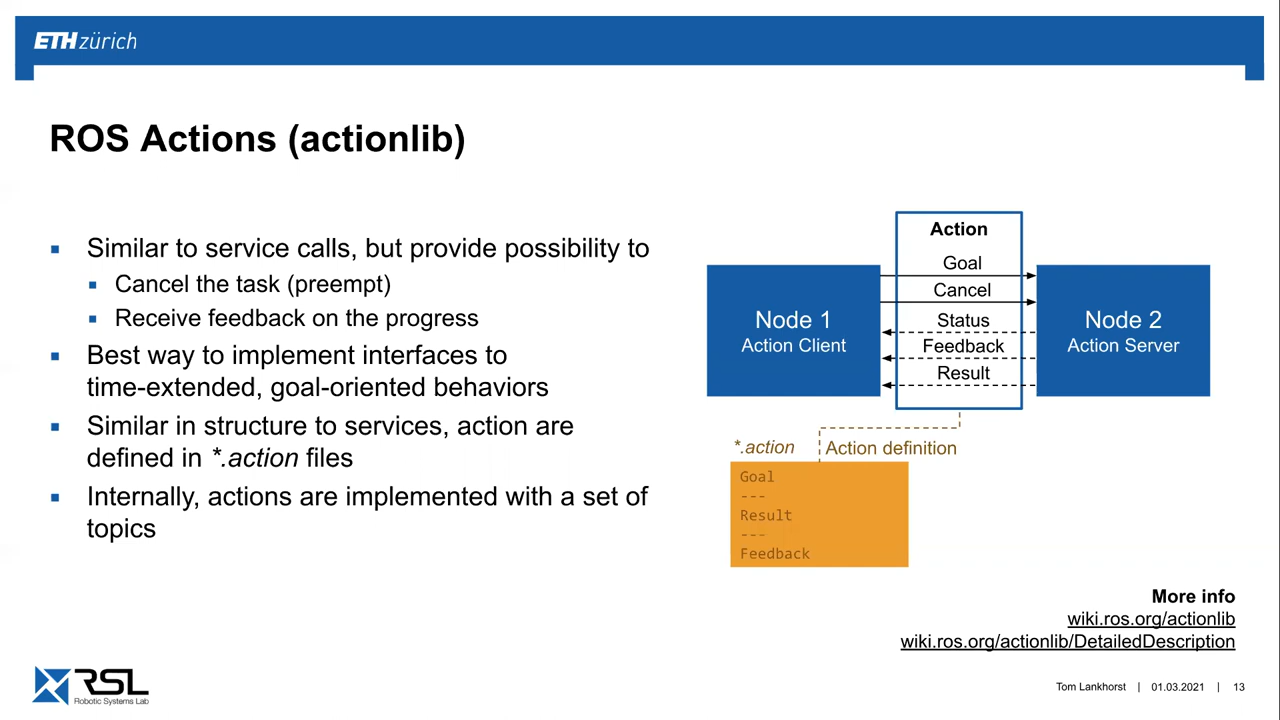 ETH zürich
ROS Actions (actionlib)
Similar to service calls, but provide possibility to
Cancel the task (preempt)
Receive feedback on the progress
Best way to implement interfaces to
time-extended, goal-oriented behaviors
Similar in structure to services, action are
defined in *.action files
Internally, actions are implemented with a set of
topics
Action
Goal
Cancel
Status
Feedback
Result
Node 1
Action Client
Node 2
Action Server
*.action
Action definition
Goal
---
Result
---
Feedback
More info
wiki.ros.org/actionlib
wiki.ros.org/actionlib/DetailedDescription
RSL
Robotic Systems Lab
Tom Lankhorst | 01.03.2021 | 13